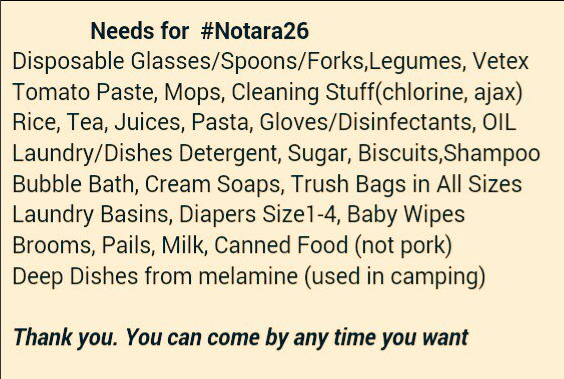 Needs for #Notara26
Disposable Glasses/Spoons/Forks,Legumes, Vetex
Tomato Paste, Mops, Cleaning Stuff(chlorine, ajax)
Rice, Tea, Juices, Pasta, Gloves/Disinfectants, OIL
Laundry/Dishes Detergent, Sugar, Biscuits,Shampoo
Bubble Bath, Cream Soaps, Trush Bags in All Sizes
Laundry Basins, Diapers Size1-4, Baby Wipes
Brooms, Pails, Milk, Canned Food (not pork)
Deep Dishes from melamine (used in camping)
Thank you. You can come by any time you want